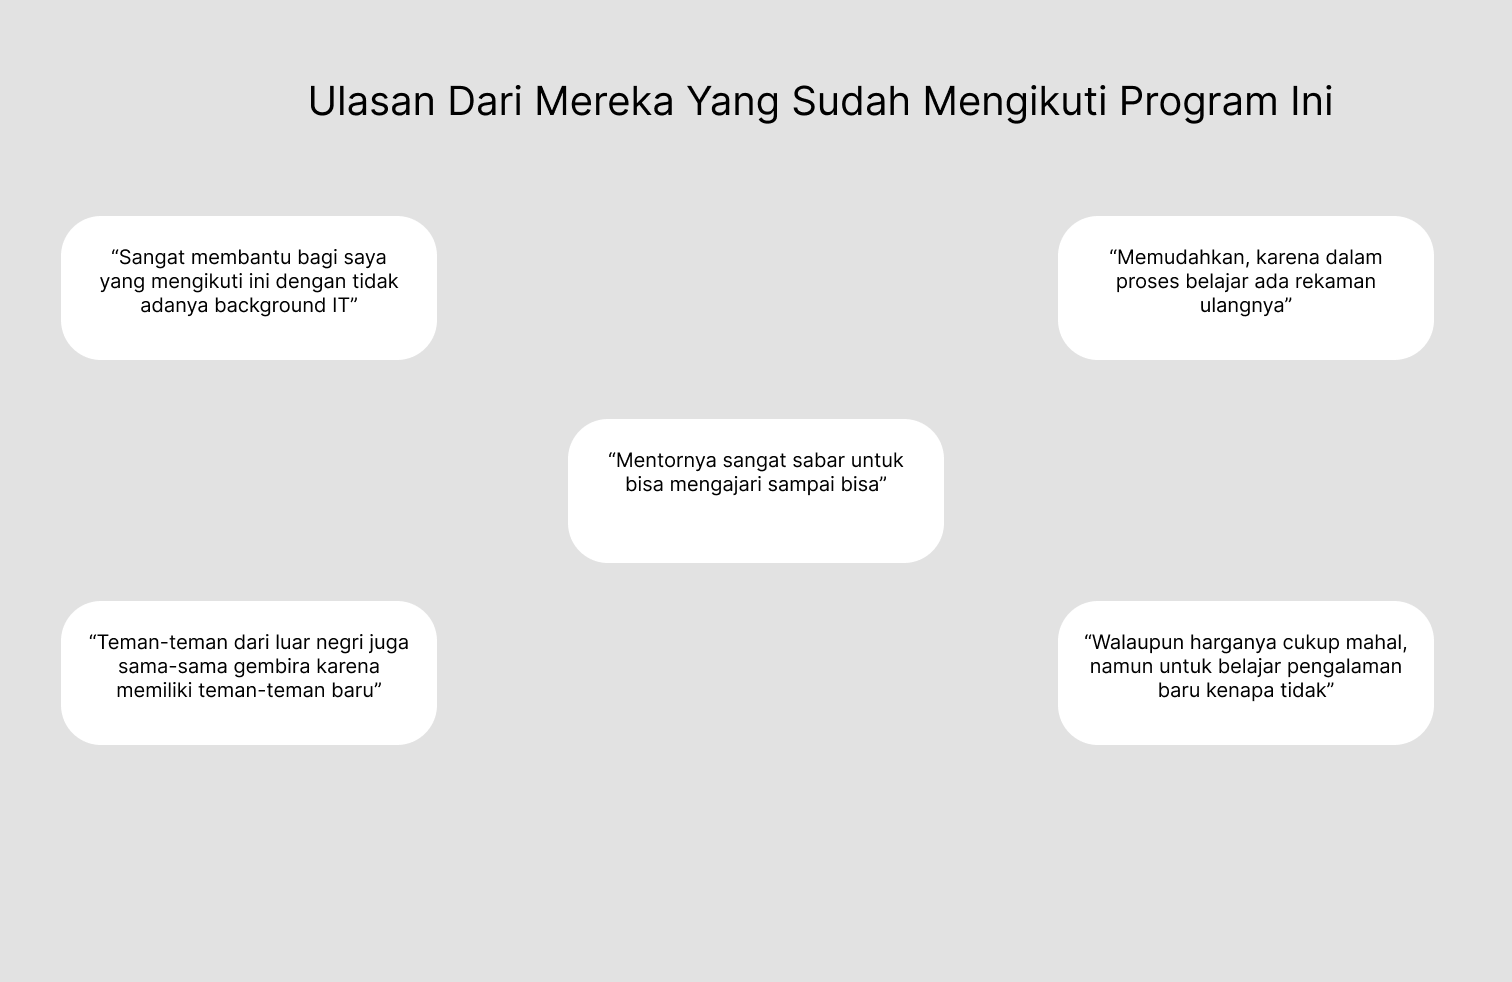 Ulasan Dari Mereka Yang Sudah Mengikuti Program Ini
“Sangat membantu bagi saya
yang mengikuti ini dengan tidak
adanya background IT”
“Memudahkan, karena dalam
proses belajar ada rekaman
ulangnya”
“Mentornya sangat sabar untuk
bisa mengajari sampai bisa”
“Teman-teman dari luar negri juga
sama-sama gembira karena
memiliki teman-teman baru”
“Walaupun harganya cukup mahal,
namun untuk belajar pengalaman
baru kenapa tidak”